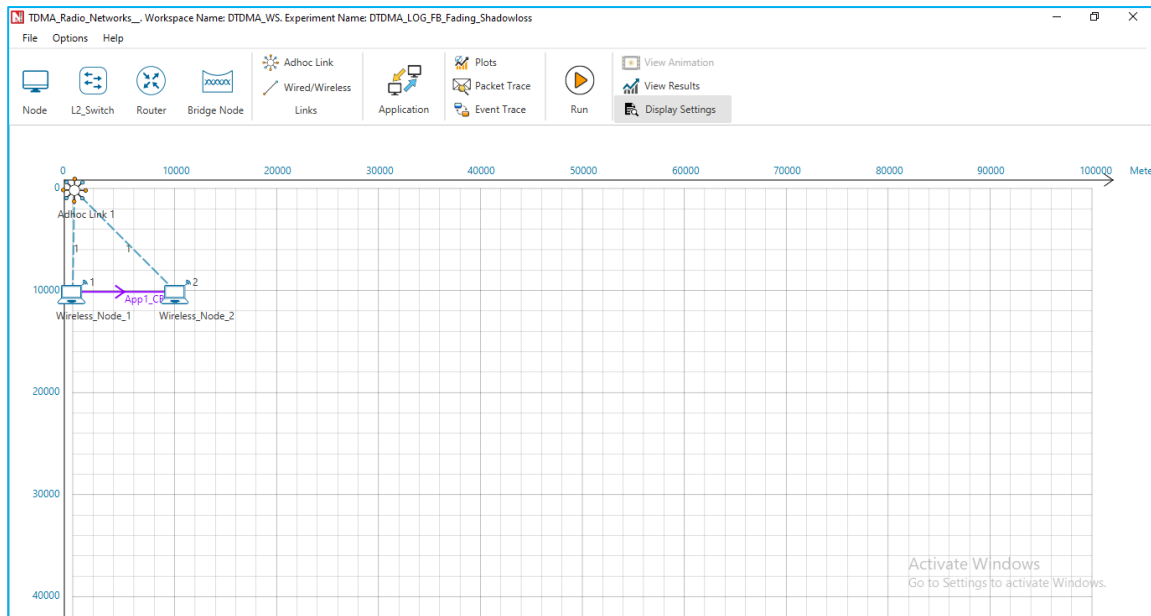 TDMA_Radio_Networks__. Workspace Name: DTDMA_WS. Experiment Name: DTDMA_LOG_FB_Fading_Shadowloss
File Options Help
Node
L2_Switch
Router
Bridge Node
Adhoc Link
Wired/Wireless
Links
Application
Plots
Packet Trace
Event Trace
Run
View Animation
View Results
Display Settings
0 10000 20000 30000 40000 50000 60000 70000 80000 90000 100000 Mete
0
Adhoc Link 1
1 1
10000
1 2
App1_CB
Wireless_Node_1 Wireless_Node_2
20000
30000
40000
Activate Windows
Go to Settings to activate Windows.